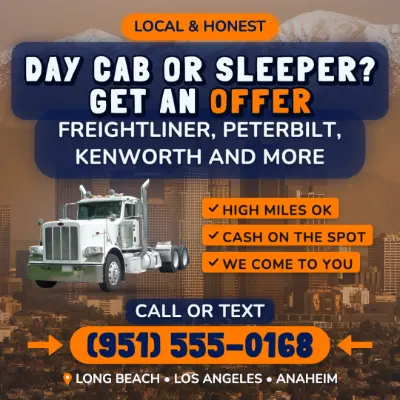 LOCAL & HONEST
DAY CAB OR SLEEPER?
GET AN OFFER
FREIGHTLINER, PETERBILT,
KENWORTH AND MORE
✓ HIGH MILES OK
✓ CASH ON THE SPOT
✓ WE COME TO YOU
CALL OR TEXT
(951) 555-0168
LONG BEACH • LOS ANGELES • ANAHEIM